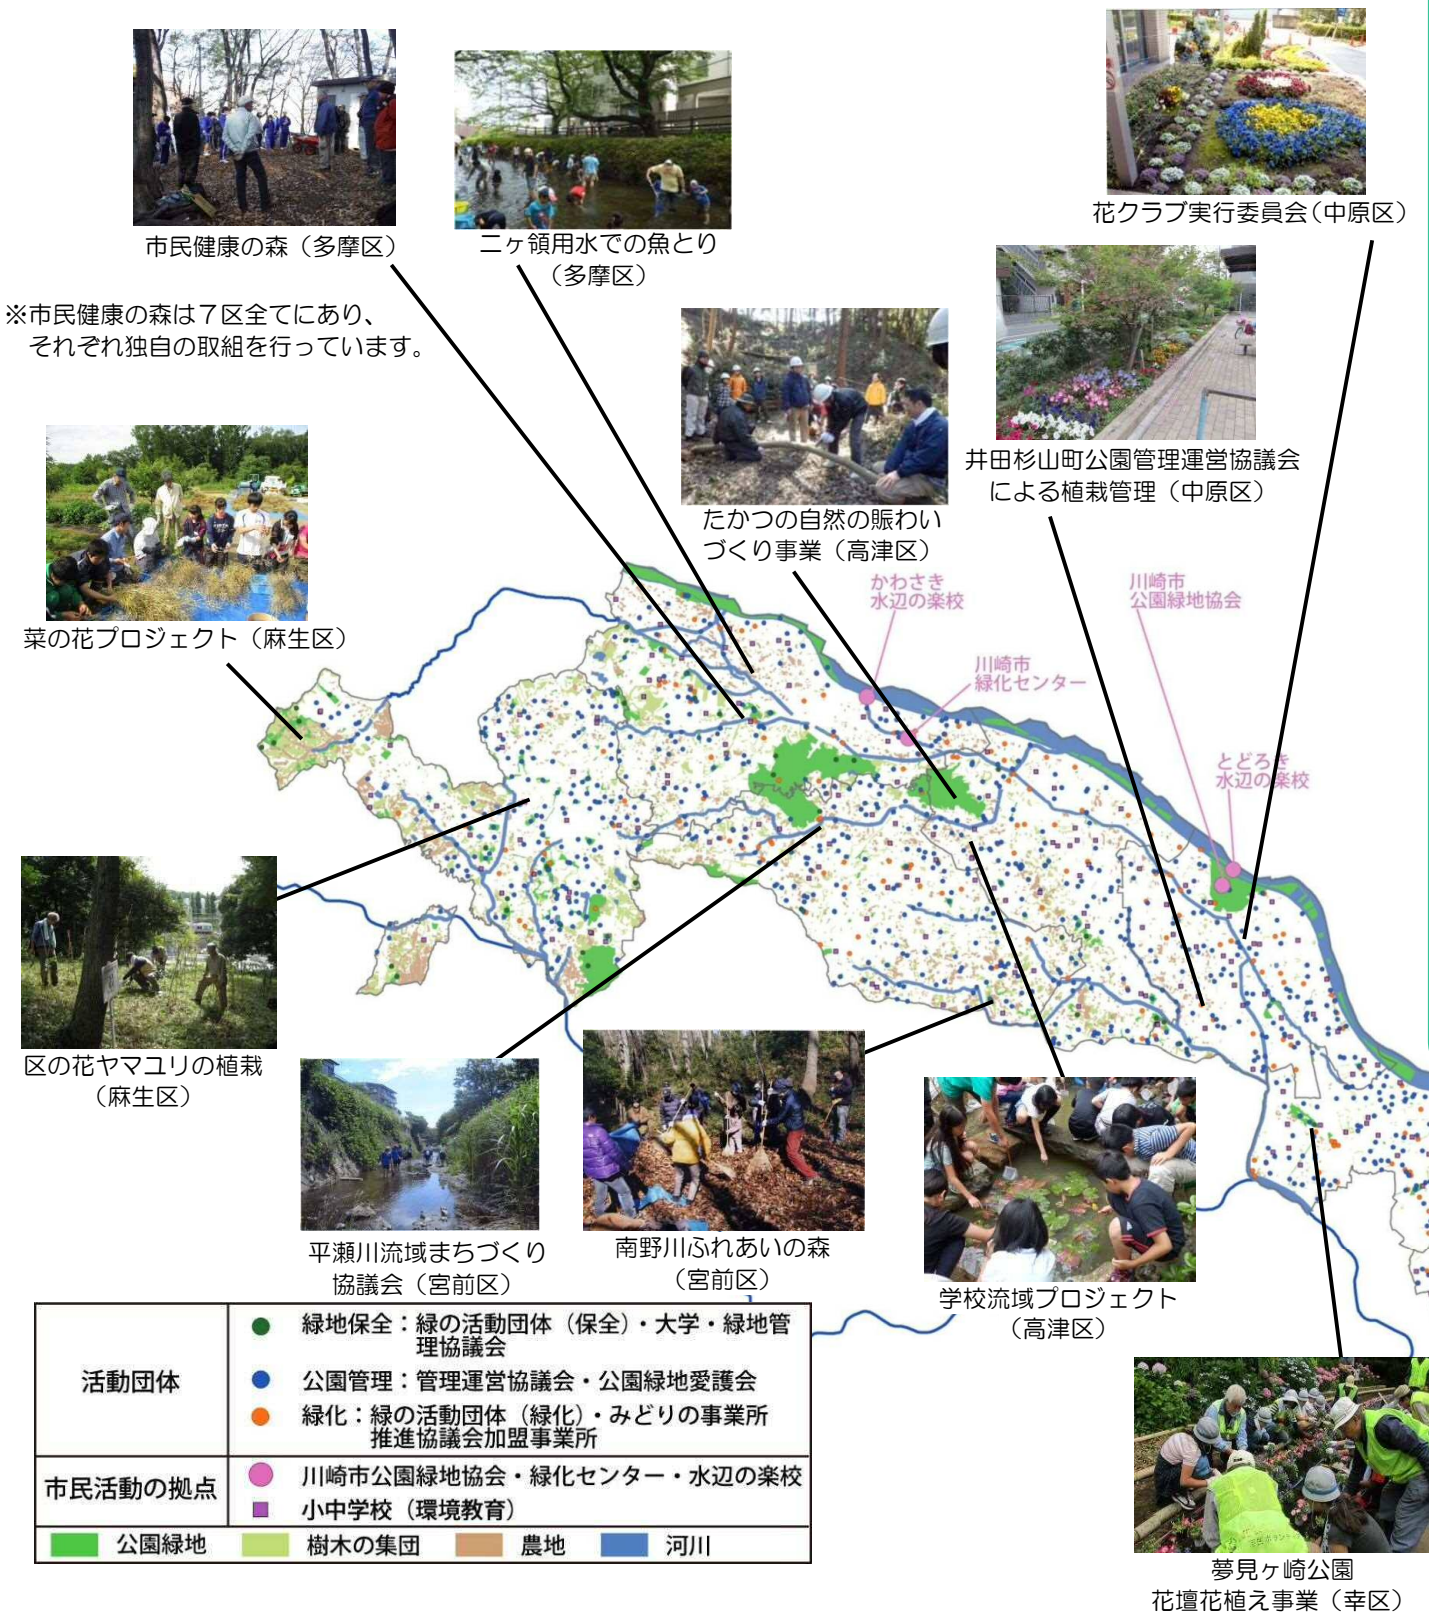 市民健康の森（多摩区）
二ヶ領用水での魚とり
（多摩区）
花クラブ実行委員会（中原区）
※市民健康の森は７区全てにあり、
それぞれ独自の取組を行っています。
井田杉山町公園管理運営協議会
による植栽管理（中原区）
たかつの自然の賑わい
づくり事業（高津区）
菜の花プロジェクト（麻生区）
かわさき
水辺の楽校
川崎市
公園緑地協会
川崎市
緑化センター
とどろき
水辺の楽校
区の花ヤマユリの植栽
（麻生区）
平瀬川流域まちづくり
協議会（宮前区）
南野川ふれあいの森
（宮前区）
学校流域プロジェクト
（高津区）
活動団体
緑地保全：緑の活動団体（保全）・大学・緑地管
理協議会
公園管理：管理運営協議会・公園緑地愛護会
緑化：緑の活動団体（緑化）・みどりの事業所
推進協議会加盟事業所
市民活動の拠点
川崎市公園緑地協会・緑化センター・水辺の楽校
小中学校（環境教育）
公園緑地
樹木の集団
農地
河川
夢見ヶ崎公園
花壇花植え事業（幸区）